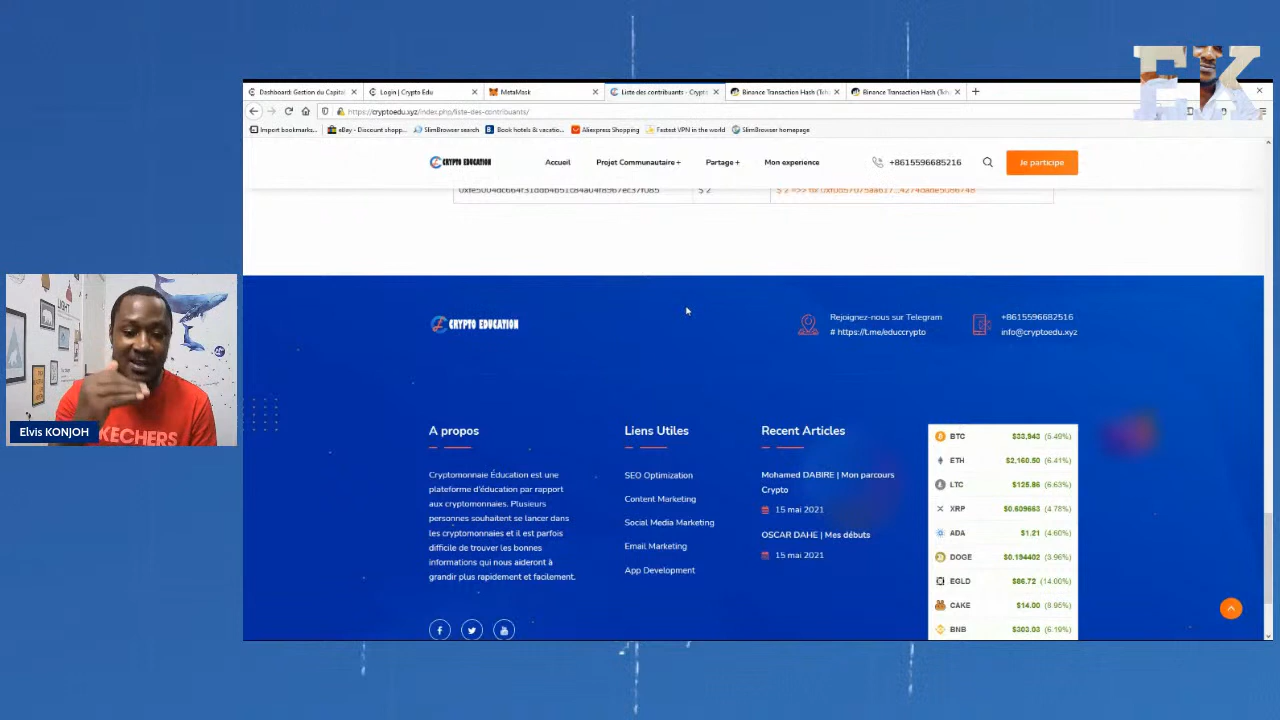 EK
Dashboard: Gestion du Capital
Login | Crypto Edu
MetaMask
Liste des contribuants - Crypto
Binance Transaction Hash (Txha
Binance Transaction Hash (Txha
https://cryptoedu.xyz/index.php/liste-des-contribuants/
Import bookmarks...
eBay - Discount shopp...
SlimBrowser search
Book hotels & vacatio...
Aliexpress Shopping
Fastest VPN in the world
SlimBrowser homepage
CRYPTO EDUCATION
Accueil
Projet Communautaire +
Partage +
Mon experience
+8615596685216
Je participe
$ 2
CRYPTO EDUCATION
Rejoignez-nous sur Telegram
# https://t.me/educcrypto
+8615596682516
info@cryptoedu.xyz
LIGHT
KECHERS
Elvis KONJOH
A propos
Cryptomonnaie Éducation est une
plateforme d'éducation par rapport
aux cryptomonnaies. Plusieurs
personnes souhaitent se lancer dans
les cryptomonnaies et il est parfois
difficile de trouver les bonnes
informations qui nous aideront à
grandir plus rapidement et facilement.
Liens Utiles
SEO Optimization
Content Marketing
Social Media Marketing
Email Marketing
App Development
Recent Articles
Mohamed DABIRE | Mon parcours
Crypto
15 mai 2021
OSCAR DAHE | Mes débuts
15 mai 2021
BTC $33,943 (5.49%)
ETH $2,160.50 (6.41%)
LTC $125.86 (6.63%)
XRP $0.609663 (4.78%)
ADA $1.21 (4.60%)
DOGE $0.194402 (3.96%)
EGLD $86.72 (14.00%)
CAKE $14.00 (8.95%)
BNB $303.03 (6.19%)